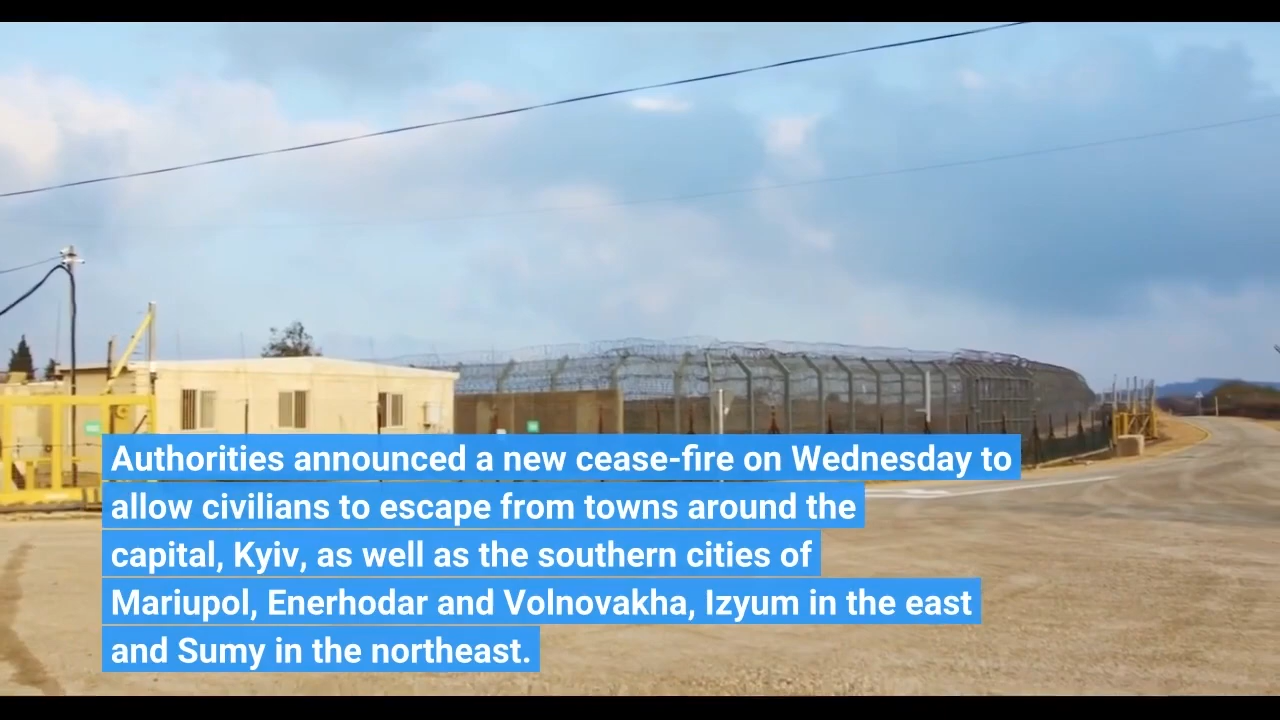 Authorities announced a new cease-fire on Wednesday to
allow civilians to escape from towns around the
capital, Kyiv, as well as the southern cities of
Mariupol, Enerhodar and Volnovakha, Izyum in the east
and Sumy in the northeast.